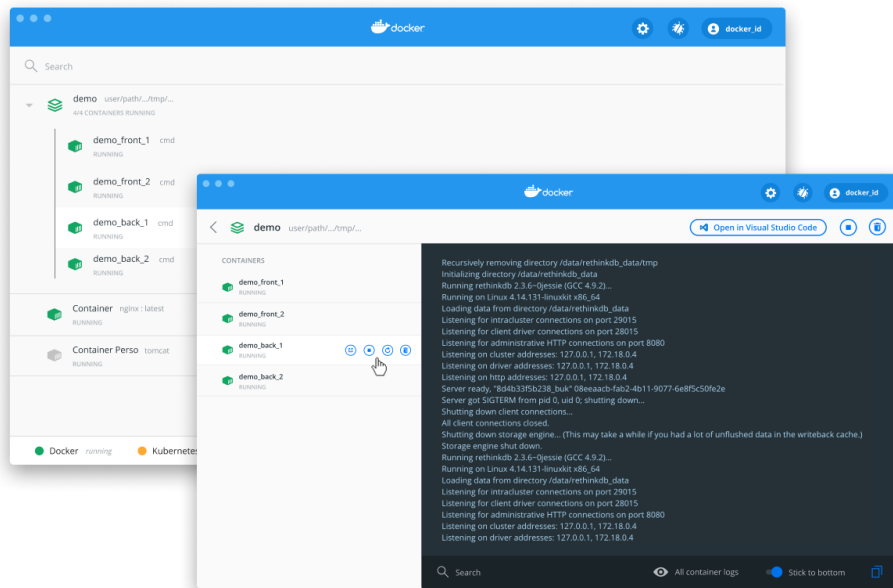 docker
docker_id
Search
demo user/path/.../tmp/...
4/4 CONTAINERS RUNNING
demo_front_1 cmd
RUNNING
demo_front_2 cmd
RUNNING
demo_back_1 cmd
RUNNING
demo_back_2 cmd
RUNNING
Container nginx : latest
RUNNING
Container Perso tomcat
RUNNING
Docker running Kubernetes
docker
docker_id
demo user/path/.../tmp/...
Open in Visual Studio Code
CONTAINERS
demo_front_1
RUNNING
demo_front_2
RUNNING
demo_back_1
RUNNING
demo_back_2
RUNNING
Recursively removing directory /data/rethinkdb_data/tmp
Initializing directory /data/rethinkdb_data
Running rethinkdb 2.3.6~0jessie (GCC 4.9.2)...
Running on Linux 4.14.131-linuxkit x86_64
Loading data from directory /data/rethinkdb_data
Listening for intracluster connections on port 29015
Listening for client driver connections on port 28015
Listening for administrative HTTP connections on port 8080
Listening on cluster addresses: 127.0.0.1, 172.18.0.4
Listening on driver addresses: 127.0.0.1, 172.18.0.4
Listening on http addresses: 127.0.0.1, 172.18.0.4
Server ready, "8d4b33f5b238_buk" 08eeaacb-fab2-4b11-9077-6e8f5c50fe2e
Server got SIGTERM from pid 0, uid 0; shutting down...
Shutting down client connections...
All client connections closed.
Shutting down storage engine... (This may take a while if you had a lot of unflushed data in the writeback cache.)
Storage engine shut down.
Running rethinkdb 2.3.6~0jessie (GCC 4.9.2)...
Running on Linux 4.14.131-linuxkit x86_64
Loading data from directory /data/rethinkdb_data
Listening for intracluster connections on port 29015
Listening for client driver connections on port 28015
Listening for administrative HTTP connections on port 8080
Listening on cluster addresses: 127.0.0.1, 172.18.0.4
Listening on driver addresses: 127.0.0.1, 172.18.0.4
Search
All container logs
Stick to bottom